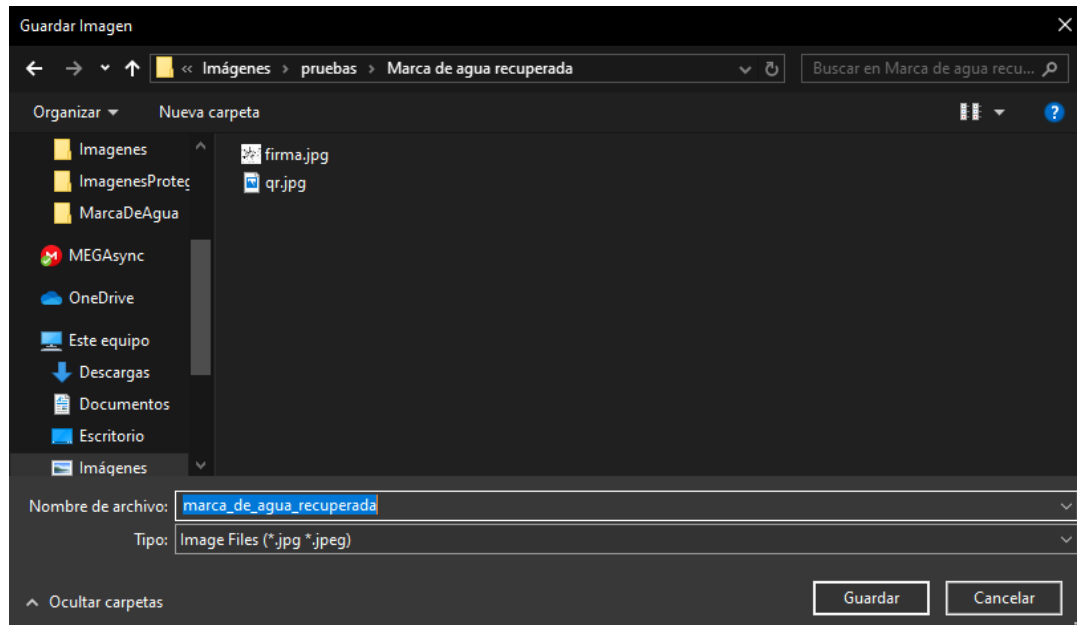 Guardar Imagen
« Imágenes › pruebas › Marca de agua recuperada
Buscar en Marca de agua recu...
Organizar
Nueva carpeta
Imagenes
ImagenesProteg
MarcaDeAgua
MEGAsync
OneDrive
Este equipo
Descargas
Documentos
Escritorio
Imágenes
firma.jpg
qr.jpg
Nombre de archivo: marca_de_agua_recuperada
Tipo: Image Files (*.jpg *.jpeg)
Ocultar carpetas
Guardar
Cancelar